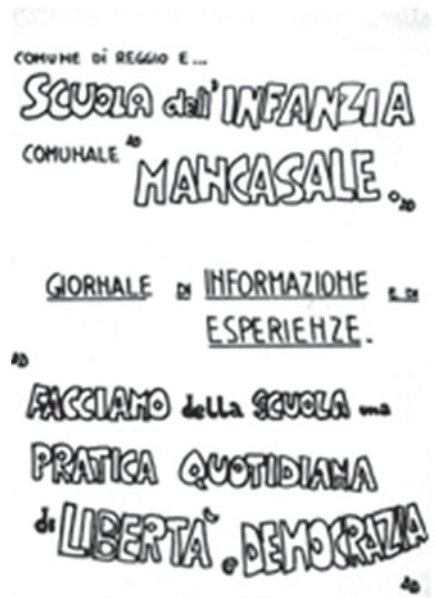 COMUNE Di REGGIO E...
SCUOLA dell'INFANZIA
COMUNALE "
MANCASALE."
GIORNALE DI INFORMAZIONE E DI
ESPERIENZE.
"FACCIAMO della SCUOLA una
PRATICA QUOTIDIANA
di LIBERTÀ e DEMOCRAZIA"